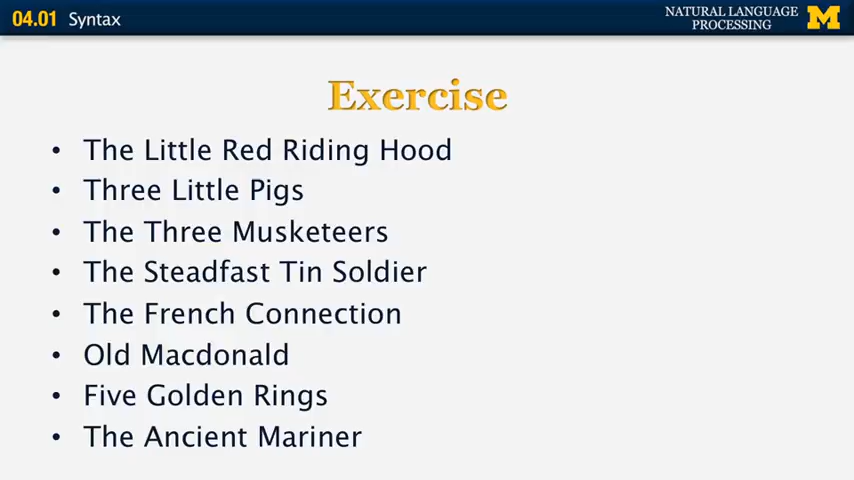 04.01 Syntax
NATURAL LANGUAGE
PROCESSING
M
Exercise
• The Little Red Riding Hood
• Three Little Pigs
• The Three Musketeers
• The Steadfast Tin Soldier
• The French Connection
• Old Macdonald
• Five Golden Rings
• The Ancient Mariner